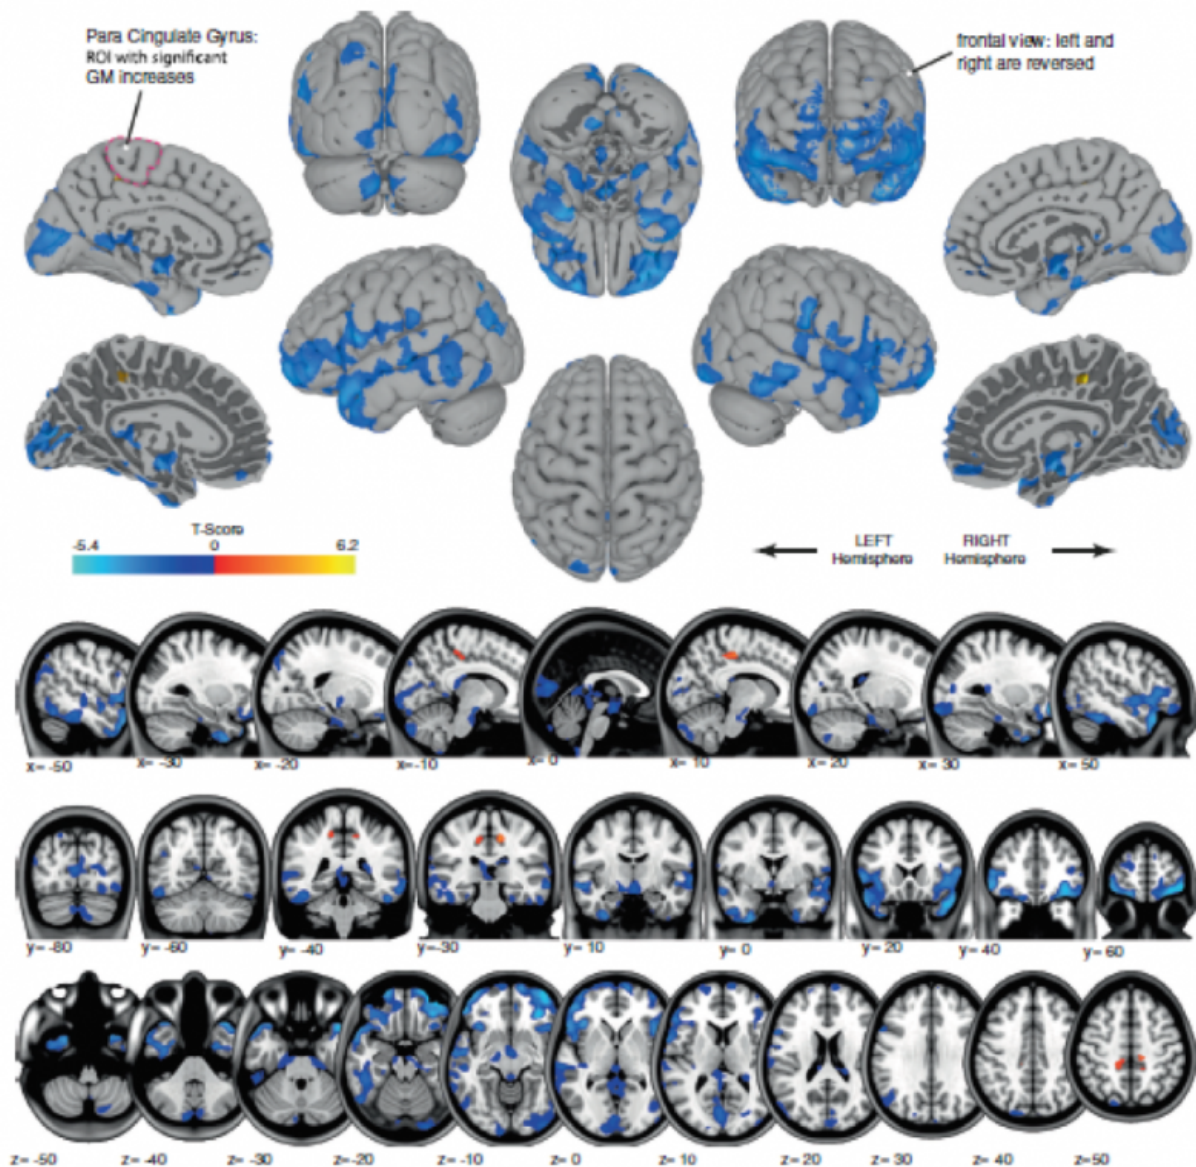 Para Cingulate Gyrus:
ROI with significant
GM increases
frontal view: left and
right are reversed
T-Score
-5.4 0 6.2
LEFT RIGHT
Hemisphere Hemisphere
x= -50 x= -30 x= -20 x= -10 x= 0 x= 10 x= 20 x= 30 x= 50
y= -80 y= -60 y= -40 y=-30 y= 10 y= 0 y= 20 y= 40 y= 60
z= -50 z= -40 z= -30 z=-20 z= -10 z= 0 z= 10 z=20 z= 30 z= 40 z=50